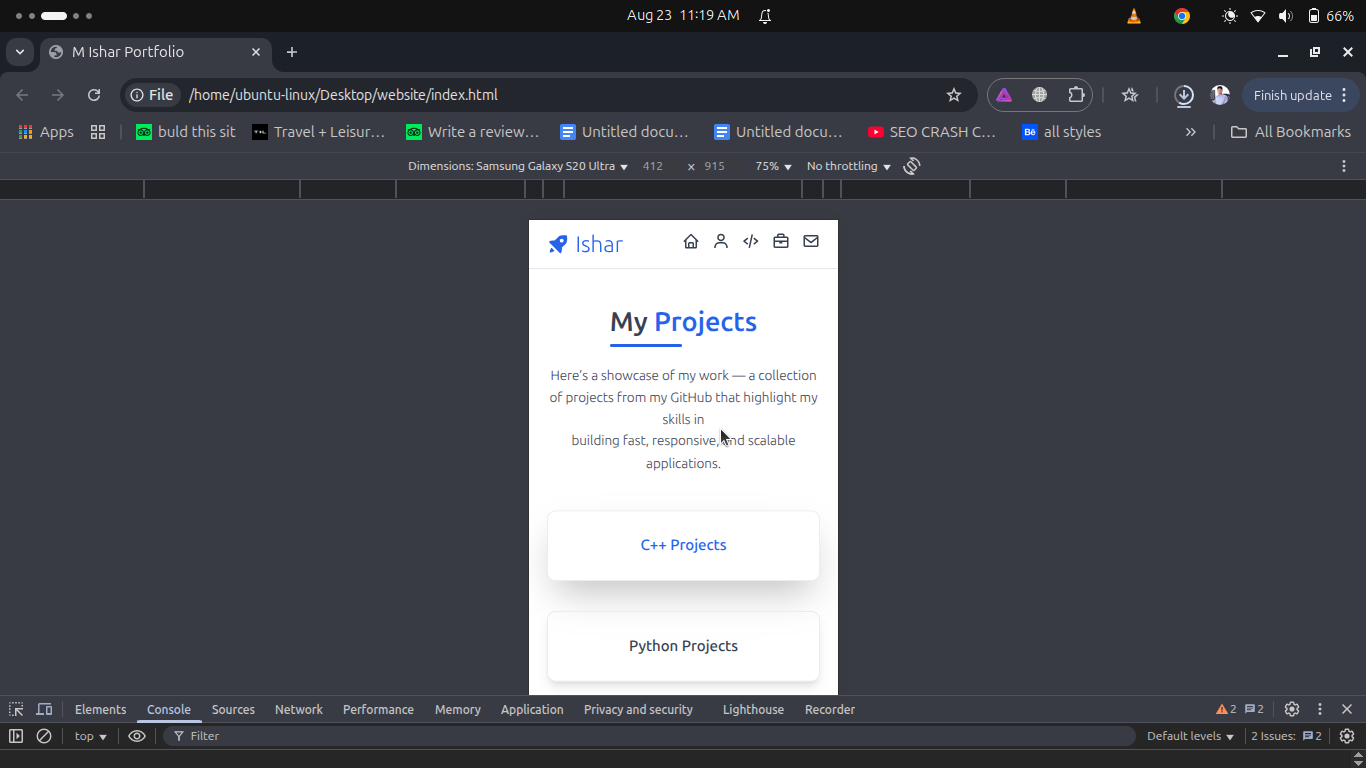 Aug 23 11:19 AM
66%
M Ishar Portfolio
File /home/ubuntu-linux/Desktop/website/index.html
Finish update
Apps
buld this sit
Travel + Leisur…
Write a review…
Untitled docu…
Untitled docu…
SEO CRASH C…
Bē all styles
All Bookmarks
Dimensions: Samsung Galaxy S20 Ultra 412 x 915 75% No throttling
Ishar
My Projects
Here's a showcase of my work — a collection
of projects from my GitHub that highlight my
skills in
building fast, responsive, and scalable
applications.
C++ Projects
Python Projects
Elements Console Sources Network Performance Memory Application Privacy and security Lighthouse Recorder 2 2
top Filter Default levels 2 Issues: 2